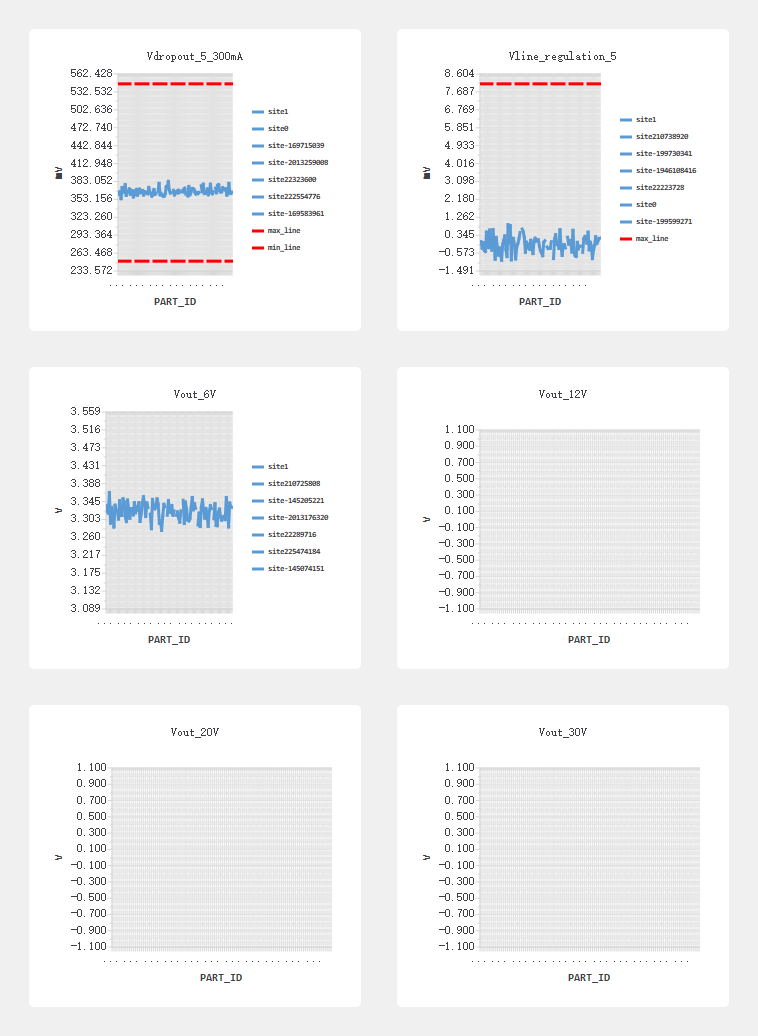 Vdropout_5_300mA
562.428
532.532
502.636
472.740
442.844
412.948
383.052
353.156
323.260
293.364
263.468
233.572
mV
PART_ID
site1
site0
site-169715039
site-2013259008
site22323600
site222554776
site-169583961
max_line
min_line
Vline_regulation_5
8.604
7.687
6.769
5.851
4.933
4.016
3.098
2.180
1.262
0.345
-0.573
-1.491
mV
PART_ID
site1
site210738920
site-199730341
site-1946108416
site22223728
site0
site-199599271
max_line
Vout_6V
3.559
3.516
3.473
3.431
3.388
3.345
3.303
3.260
3.217
3.175
3.132
3.089
V
PART_ID
site1
site210725808
site-145205221
site-2013176320
site22289716
site225474184
site-145074151
Vout_12V
1.100
0.900
0.700
0.500
0.300
0.100
-0.100
-0.300
-0.500
-0.700
-0.900
-1.100
V
PART_ID
Vout_20V
1.100
0.900
0.700
0.500
0.300
0.100
-0.100
-0.300
-0.500
-0.700
-0.900
-1.100
V
PART_ID
Vout_30V
1.100
0.900
0.700
0.500
0.300
0.100
-0.100
-0.300
-0.500
-0.700
-0.900
-1.100
V
PART_ID